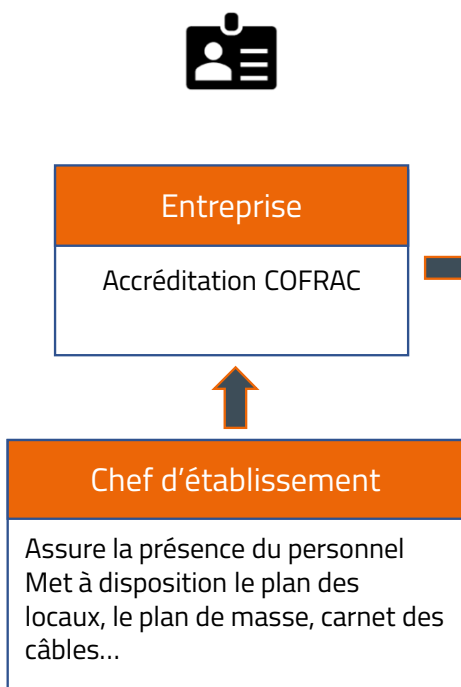 Entreprise
Accréditation COFRAC
Chef d’établissement
Assure la présence du personnel
Met à disposition le plan des
locaux, le plan de masse, carnet des
câbles…